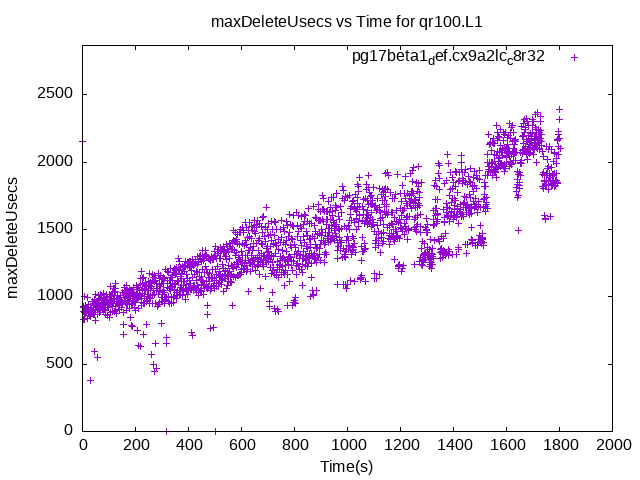 maxDeleteUsecs vs Time for qr100.L1
pg17beta1def.cx9a2lcc8r32
2500
2000
1500
1000
500
0
maxDeleteUsecs
0 200 400 600 800 1000 1200 1400 1600 1800 2000
Time(s)